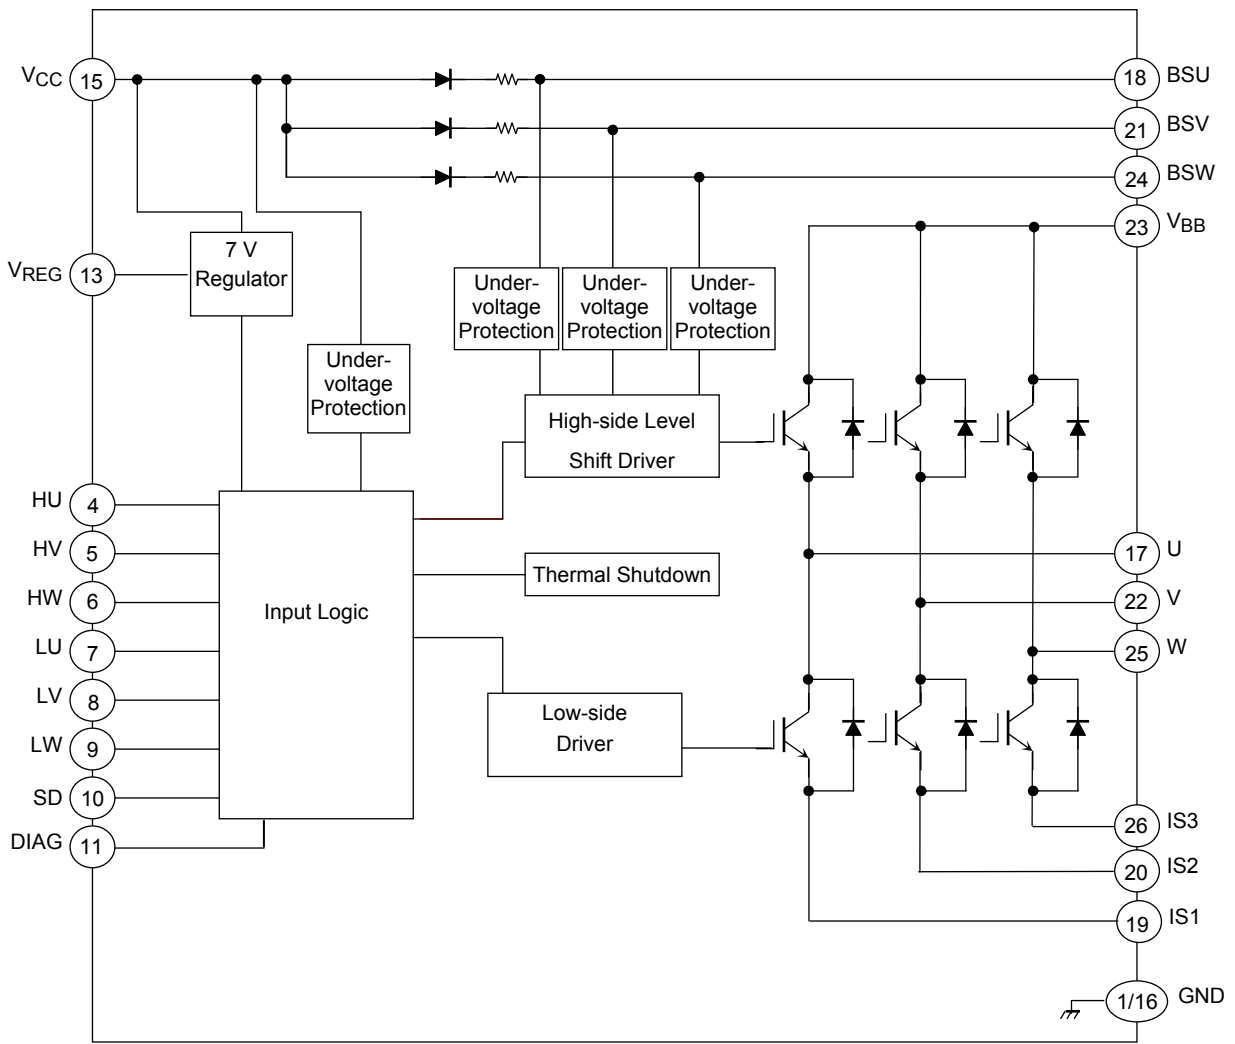 VCC
15
18
BSU
21
BSV
24
BSW
23
VBB
7 V
Regulator
VREG
13
Under-
voltage
Protection
Under-
voltage
Protection
Under-
voltage
Protection
Under-
voltage
Protection
High-side Level
Shift Driver
HU
4
HV
5
HW
6
LU
7
LV
8
LW
9
SD
10
DIAG
11
Input Logic
Thermal Shutdown
Low-side
Driver
17
U
22
V
25
W
26
IS3
20
IS2
19
IS1
1/16
GND